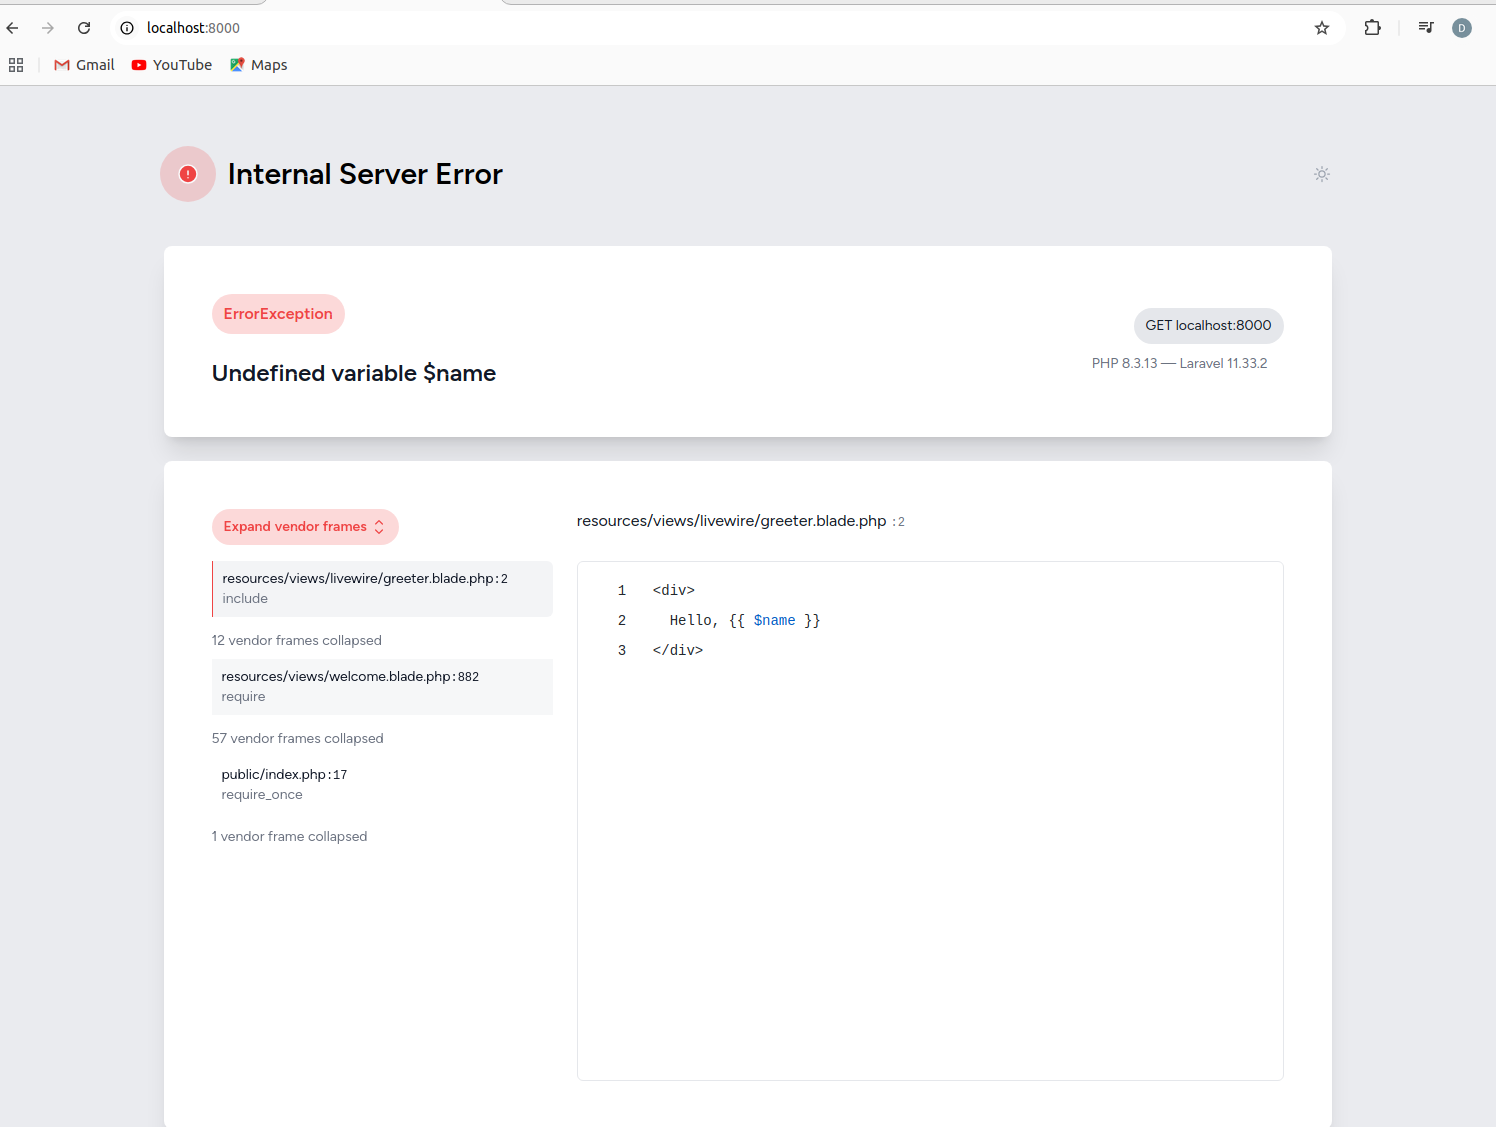 localhost:8000
D
Gmail
YouTube
Maps
Internal Server Error
ErrorException
GET localhost:8000
PHP 8.3.13 — Laravel 11.33.2
Undefined variable $name
Expand vendor frames
resources/views/livewire/greeter.blade.php:2
include
12 vendor frames collapsed
resources/views/welcome.blade.php:882
require
57 vendor frames collapsed
public/index.php:17
require_once
1 vendor frame collapsed
resources/views/livewire/greeter.blade.php :2
1 <div>
2 Hello, {{ $name }}
3 </div>